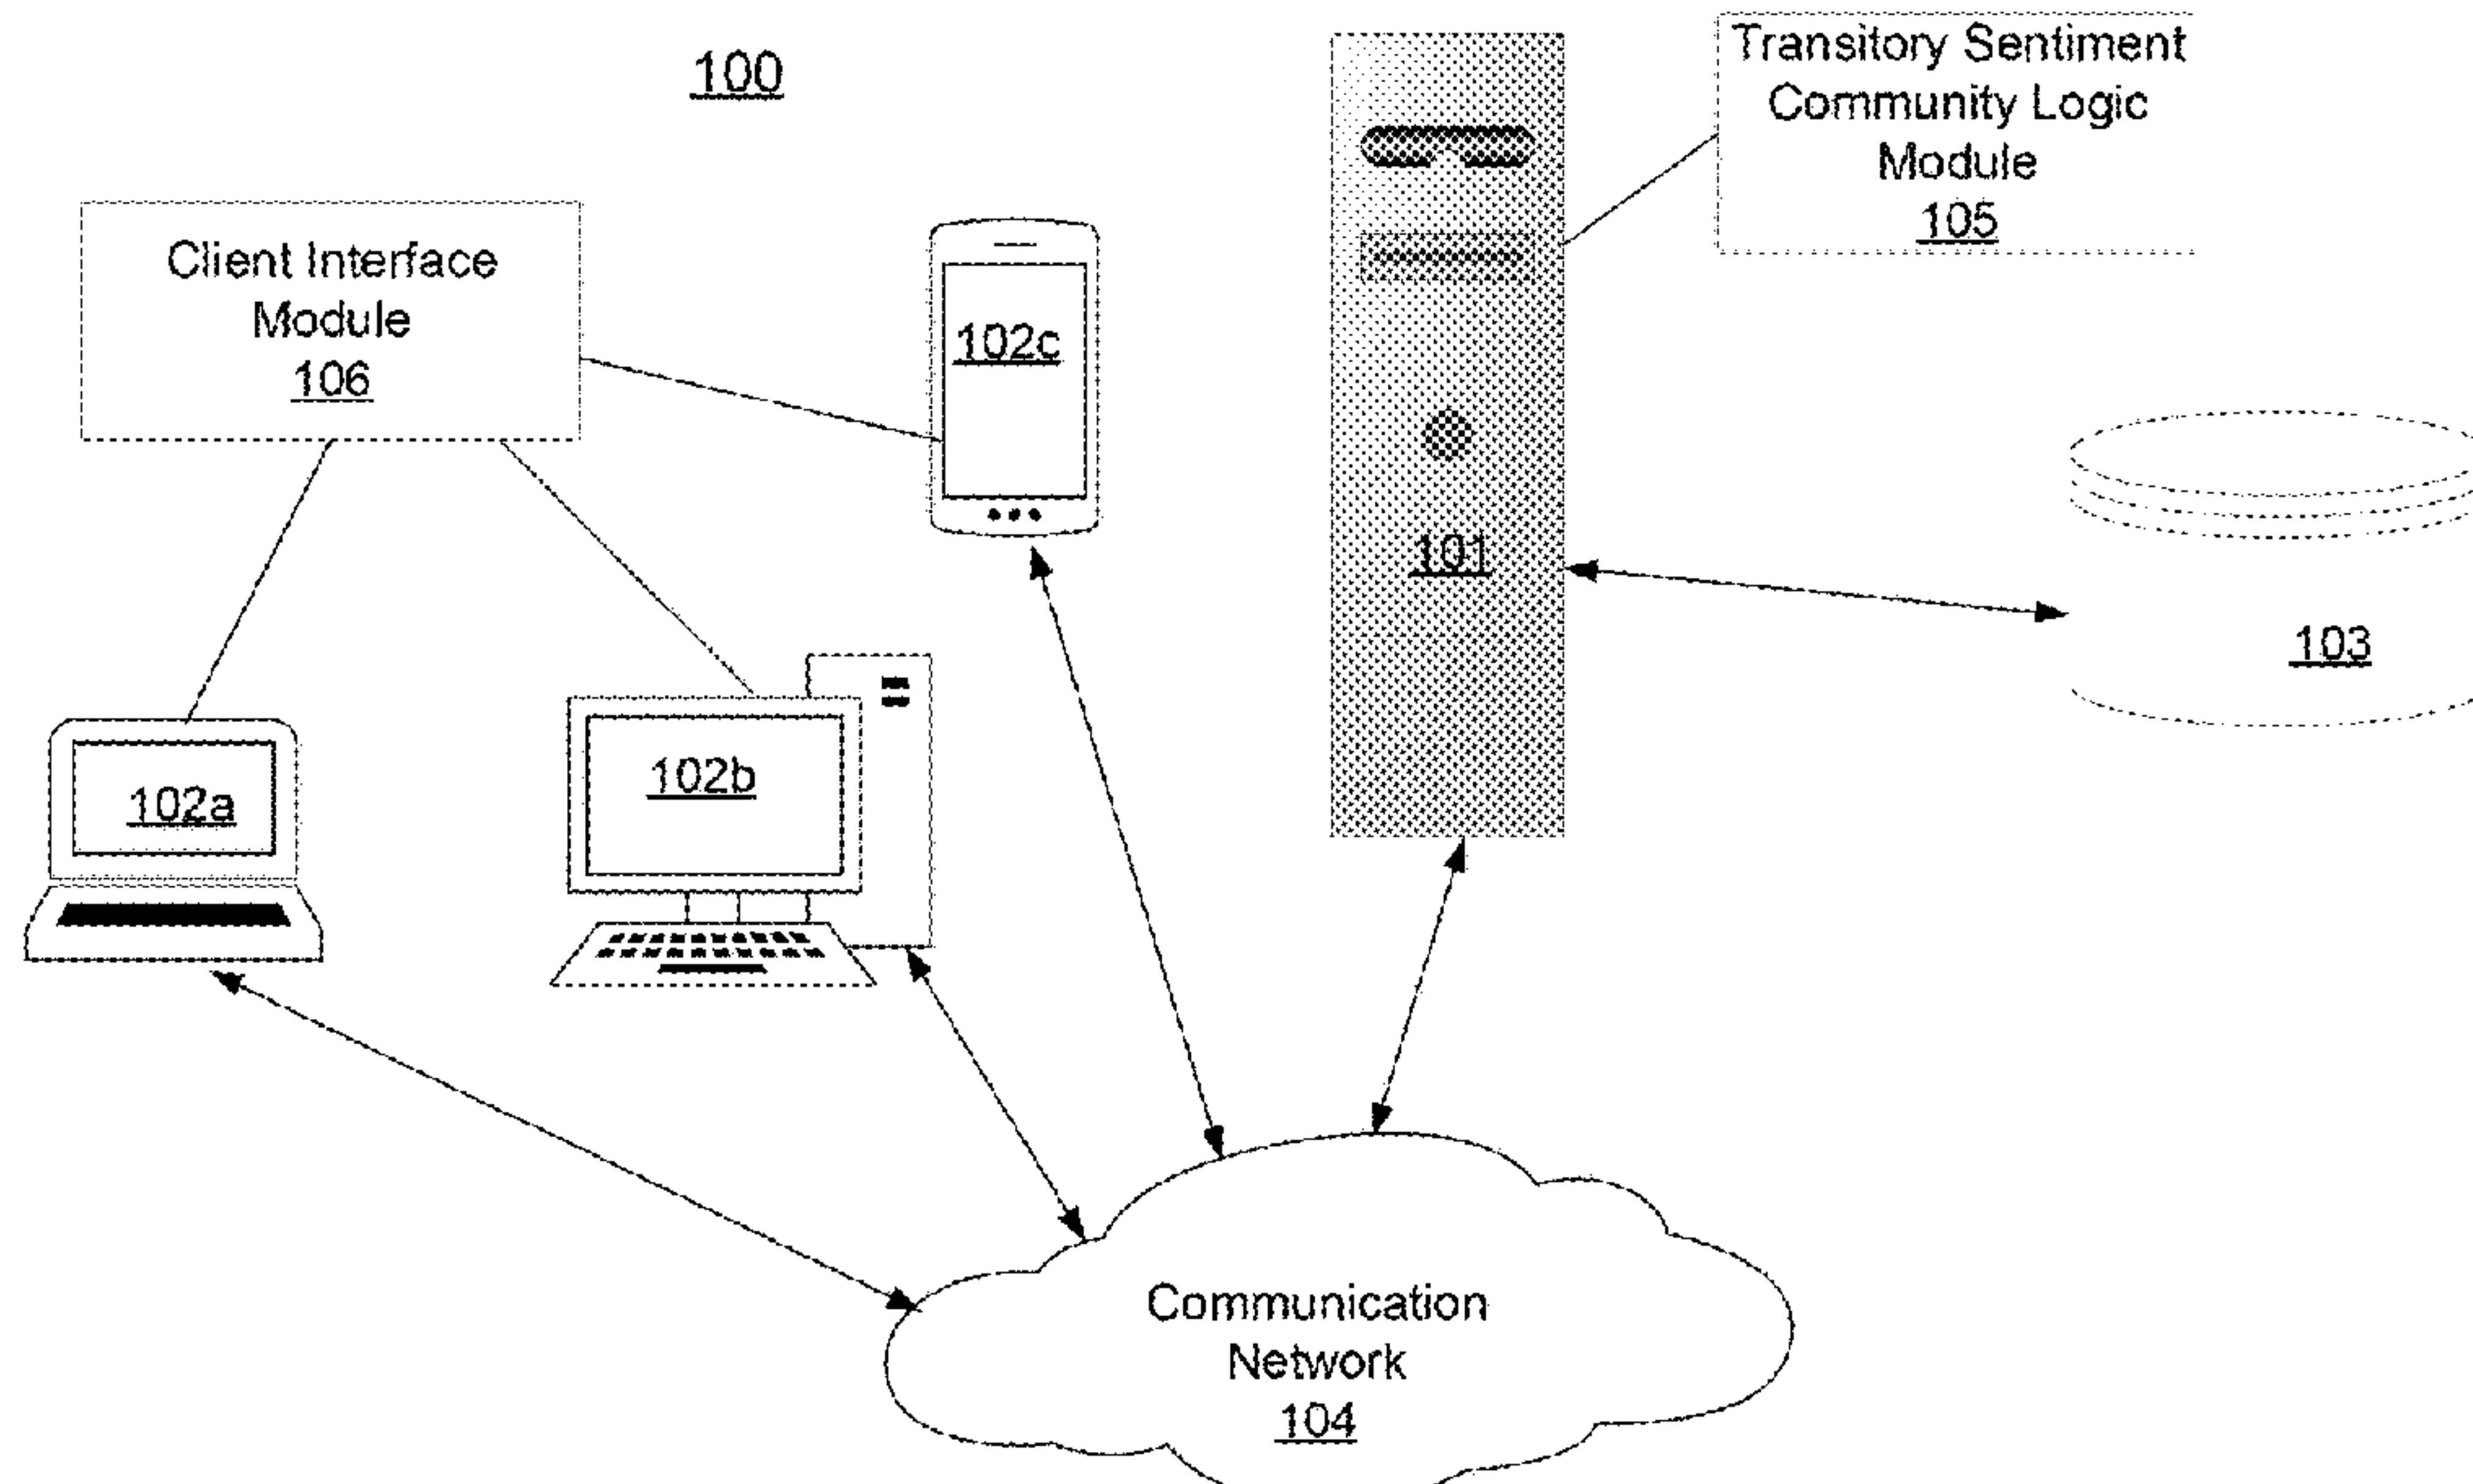 100
Transitory Sentiment
Community Logic
Module
105
Client Interface
Module
106
102c
101
103
102a
102b
Communication
Network
104